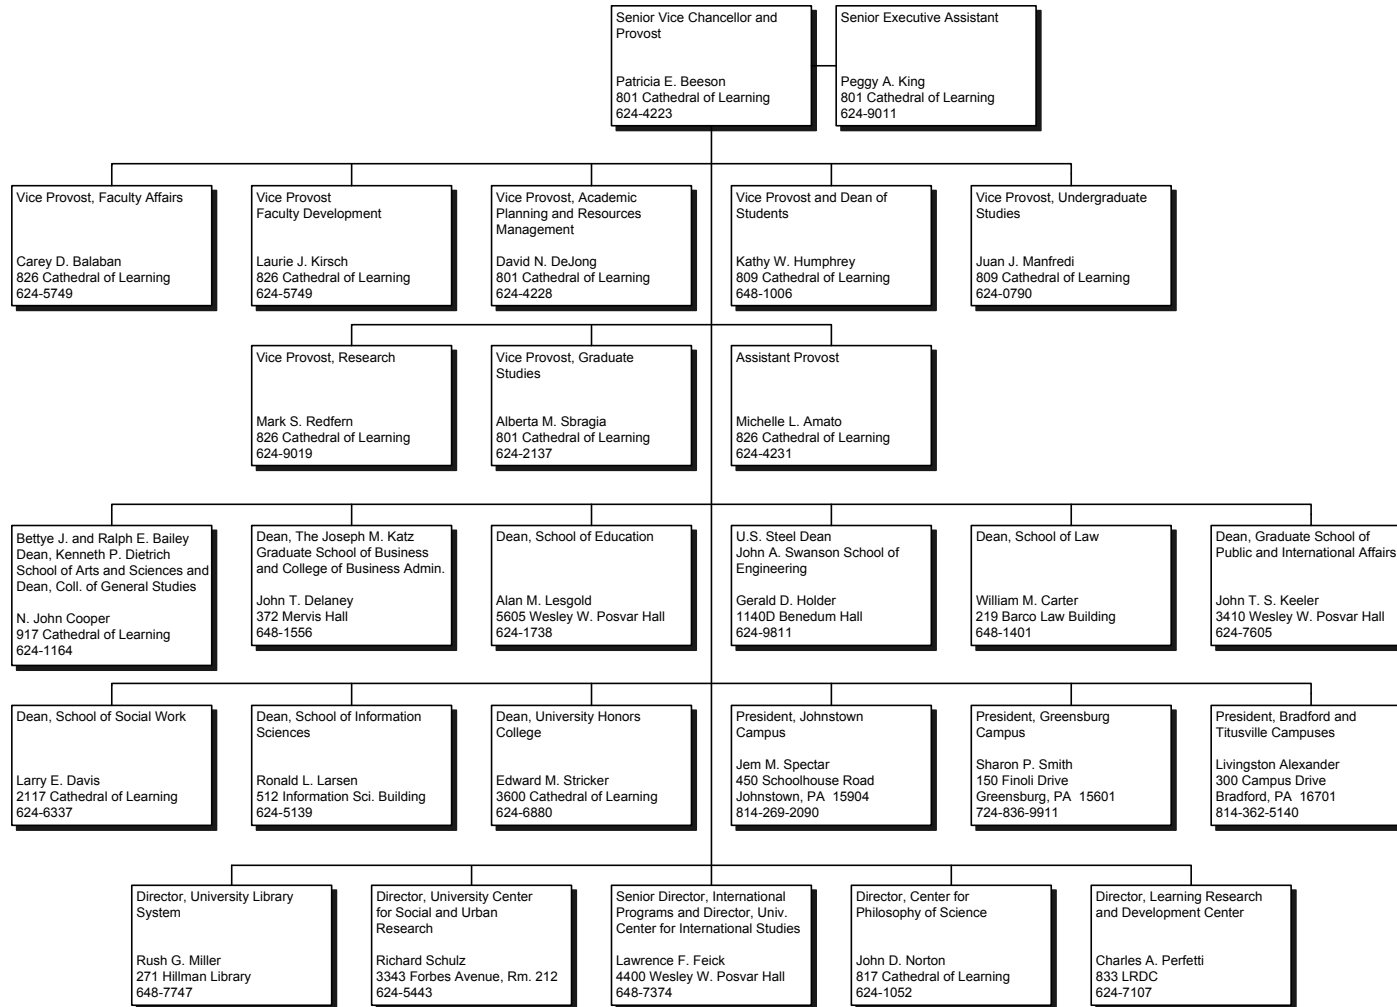 Senior Vice Chancellor and
Provost
Patricia E. Beeson
801 Cathedral of Learning
624-4223
Senior Executive Assistant
Peggy A. King
801 Cathedral of Learning
624-9011
Vice Provost, Faculty Affairs
Carey D. Balaban
826 Cathedral of Learning
624-5749
Vice Provost
Faculty Development
Laurie J. Kirsch
826 Cathedral of Learning
624-5749
Vice Provost, Academic
Planning and Resources
Management
David N. DeJong
801 Cathedral of Learning
624-4228
Vice Provost and Dean of
Students
Kathy W. Humphrey
809 Cathedral of Learning
648-1006
Vice Provost, Undergraduate
Studies
Juan J. Manfredi
809 Cathedral of Learning
624-0790
Vice Provost, Research
Mark S. Redfern
826 Cathedral of Learning
624-9019
Vice Provost, Graduate
Studies
Alberta M. Sbragia
801 Cathedral of Learning
624-2137
Assistant Provost
Michelle L. Amato
826 Cathedral of Learning
624-4231
Bettye J. and Ralph E. Bailey
Dean, Kenneth P. Dietrich
School of Arts and Sciences and
Dean, Coll. of General Studies
N. John Cooper
917 Cathedral of Learning
624-1164
Dean, The Joseph M. Katz
Graduate School of Business
and College of Business Admin.
John T. Delaney
372 Mervis Hall
648-1556
Dean, School of Education
Alan M. Lesgold
5605 Wesley W. Posvar Hall
624-1738
U.S. Steel Dean
John A. Swanson School of
Engineering
Gerald D. Holder
1140D Benedum Hall
624-9811
Dean, School of Law
William M. Carter
219 Barco Law Building
648-1401
Dean, Graduate School of
Public and International Affairs
John T. S. Keeler
3410 Wesley W. Posvar Hall
624-7605
Dean, School of Social Work
Larry E. Davis
2117 Cathedral of Learning
624-6337
Dean, School of Information
Sciences
Ronald L. Larsen
512 Information Sci. Building
624-5139
Dean, University Honors
College
Edward M. Stricker
3600 Cathedral of Learning
624-6880
President, Johnstown
Campus
Jem M. Spectar
450 Schoolhouse Road
Johnstown, PA 15904
814-269-2090
President, Greensburg
Campus
Sharon P. Smith
150 Finoli Drive
Greensburg, PA 15601
724-836-9911
President, Bradford and
Titusville Campuses
Livingston Alexander
300 Campus Drive
Bradford, PA 16701
814-362-5140
Director, University Library
System
Rush G. Miller
271 Hillman Library
648-7747
Director, University Center
for Social and Urban
Research
Richard Schulz
3343 Forbes Avenue, Rm. 212
624-5443
Senior Director, International
Programs and Director, Univ.
Center for International Studies
Lawrence F. Feick
4400 Wesley W. Posvar Hall
648-7374
Director, Center for
Philosophy of Science
John D. Norton
817 Cathedral of Learning
624-1052
Director, Learning Research
and Development Center
Charles A. Perfetti
833 LRDC
624-7107